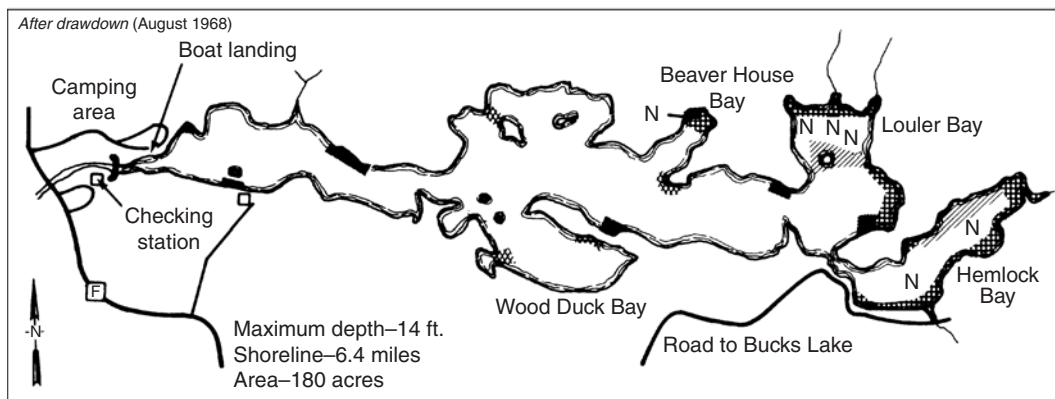 After drawdown (August 1968)
Boat landing
Camping
area
Beaver House
Bay
N
N
N
N
Louler Bay
Checking
station
N
N
Hemlock
Bay
Wood Duck Bay
F
-N-
Maximum depth–14 ft.
Shoreline–6.4 miles
Area–180 acres
Road to Bucks Lake